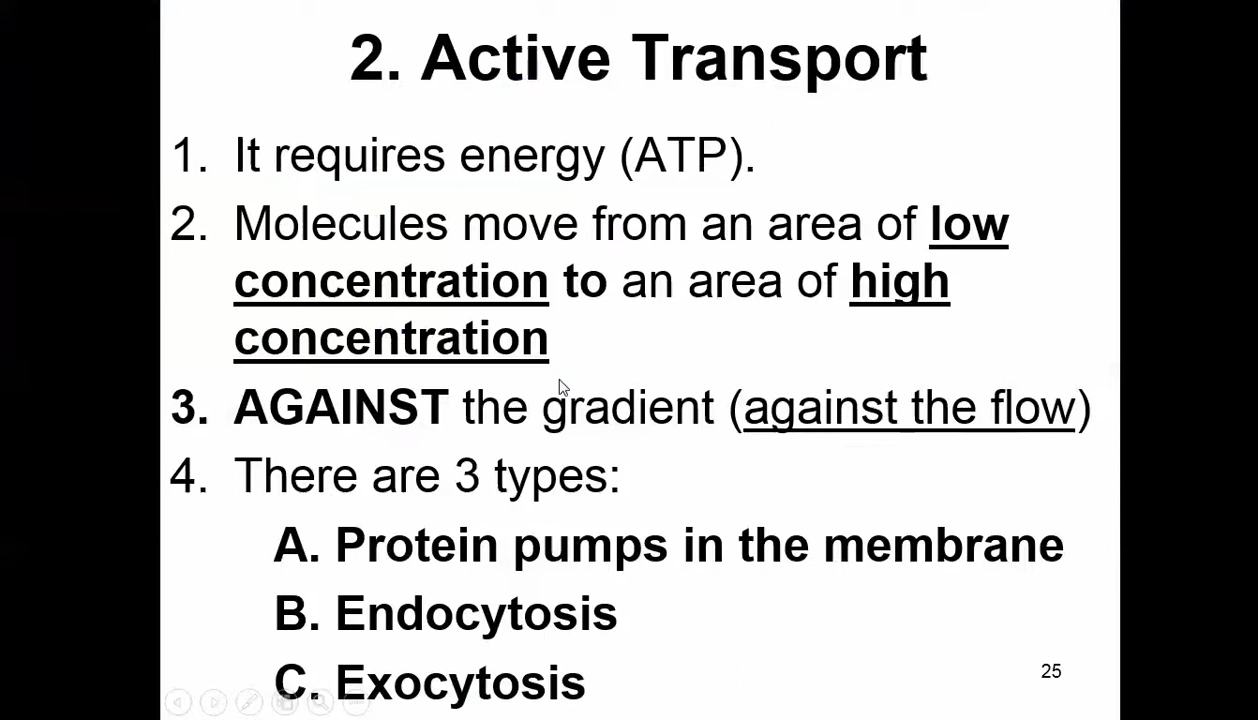 2. Active Transport
1. It requires energy (ATP).
2. Molecules move from an area of low
concentration to an area of high
concentration
3. AGAINST the gradient (against the flow)
4. There are 3 types:
A. Protein pumps in the membrane
B. Endocytosis
C. Exocytosis
25